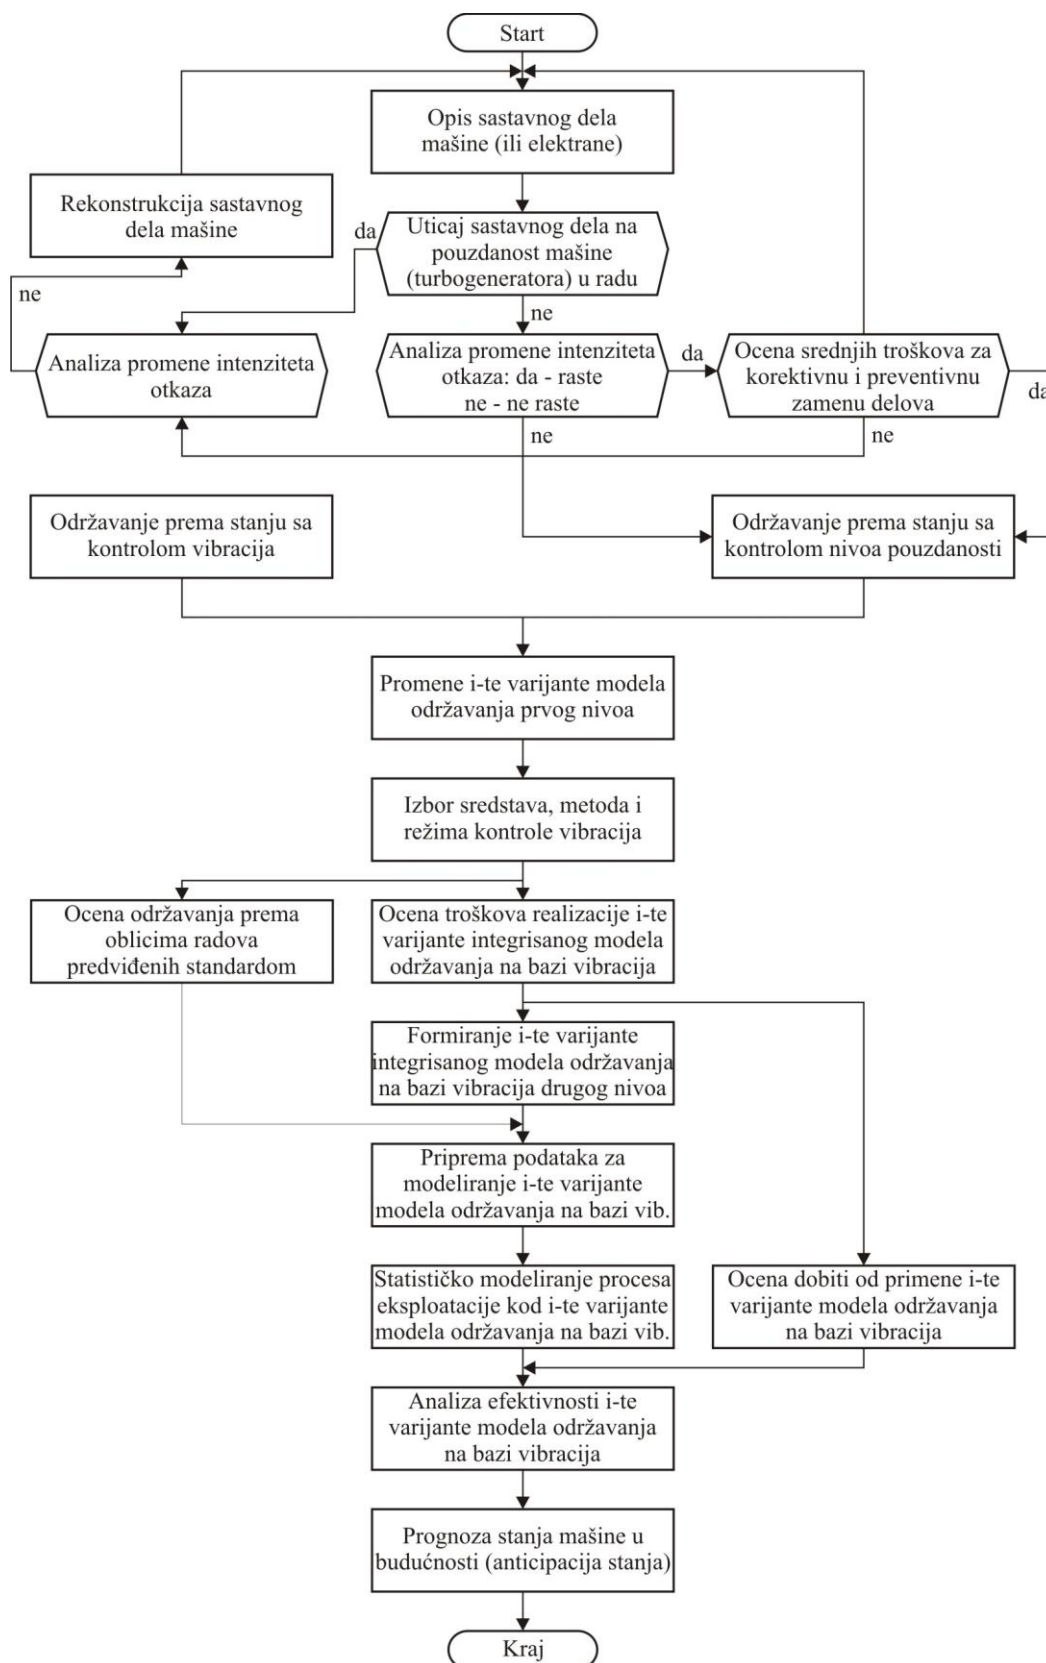 Start
Opis sastavnog dela
mašine (ili elektrane)
Rekonstrukcija sastavnog
dela mašine
da
Uticaj sastavnog dela na
pouzdanost mašine
(turbogeneratora) u radu
ne
ne
Analiza promene intenziteta
otkaza
Analiza promene intenziteta
otkaza: da - raste
ne - ne raste
da
Ocena srednjih troškova za
korektivnu i preventivnu
zamenu delova
da
ne
ne
Održavanje prema stanju sa
kontrolom vibracija
Održavanje prema stanju sa
kontrolom nivoa pouzdanosti
Promene i-te varijante modela
održavanja prvog nivoa
Izbor sredstava, metoda i
režima kontrole vibracija
Ocena održavanja prema
oblicima radova
predviđenih standardom
Ocena troškova realizacije i-te
varijante integrisanog modela
održavanja na bazi vibracija
Formiranje i-te varijante
integrisanog modela održavanja
na bazi vibracija drugog nivoa
Priprema podataka za
modeliranje i-te varijante
modela održavanja na bazi vib.
Statističko modeliranje procesa
eksploatacije kod i-te varijante
modela održavanja na bazi vib.
Ocena dobiti od primene i-te
varijante modela održavanja
na bazi vibracija
Analiza efektivnosti i-te
varijante modela održavanja
na bazi vibracija
Prognoza stanja mašine u
budućnosti (anticipacija stanja)
Kraj